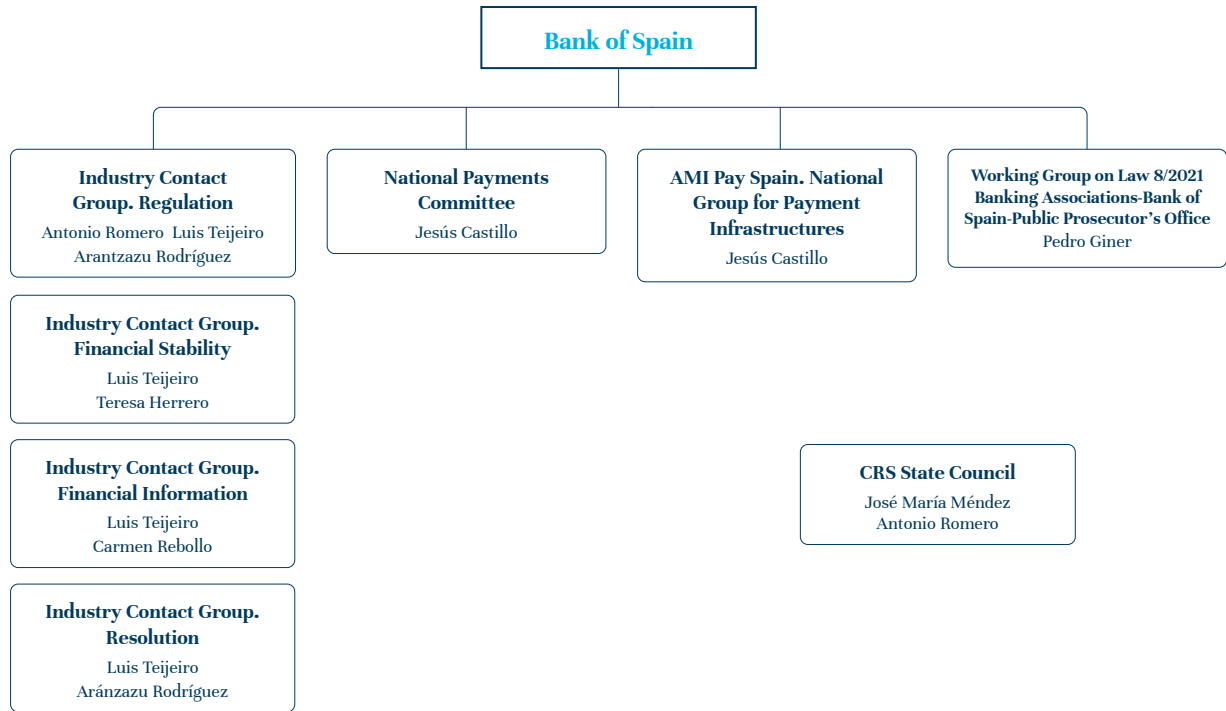 Bank of Spain
Industry Contact
Group. Regulation
Antonio Romero Luis Teijeiro
Arantzazu Rodríguez
National Payments
Committee
Jesús Castillo
AMI Pay Spain. National
Group for Payment
Infrastructures
Jesús Castillo
Working Group on Law 8/2021
Banking Associations-Bank of
Spain-Public Prosecutor's Office
Pedro Giner
Industry Contact Group.
Financial Stability
Luis Teijeiro
Teresa Herrero
Industry Contact Group.
Financial Information
Luis Teijeiro
Carmen Rebollo
CRS State Council
José María Méndez
Antonio Romero
Industry Contact Group.
Resolution
Luis Teijeiro
Aránzazu Rodríguez